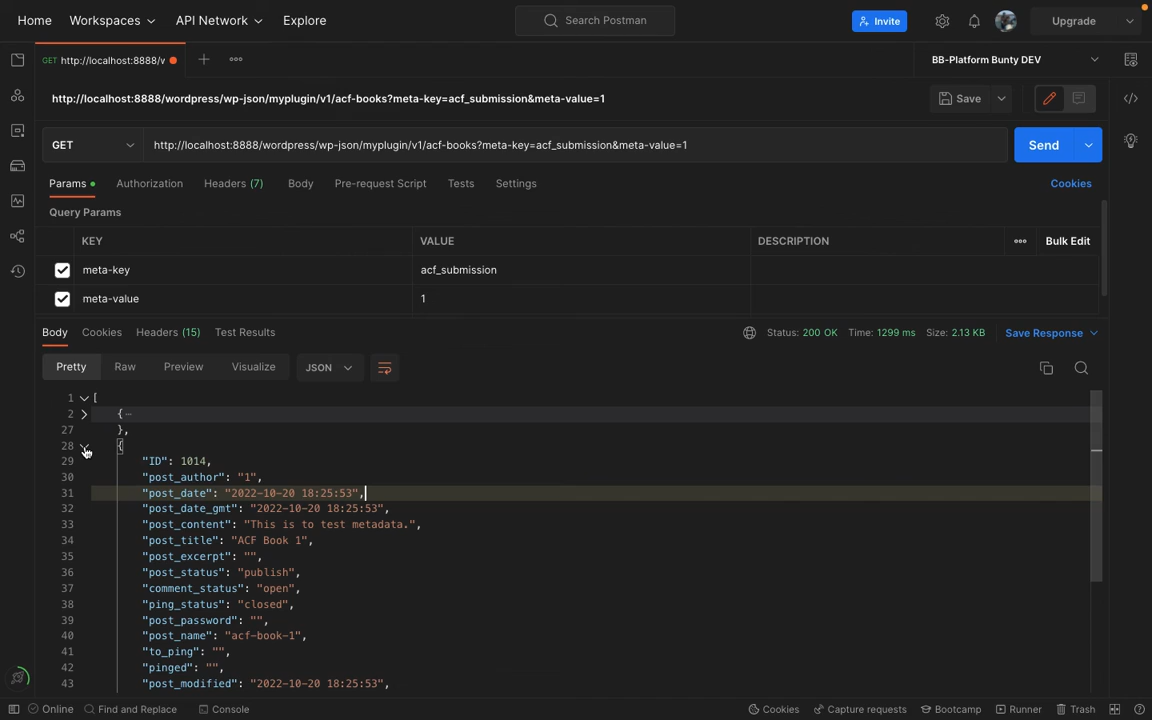 Home Workspaces API Network Explore Search Postman Invite Upgrade
GET http://localhost:8888/v BB-Platform Bunty DEV
http://localhost:8888/wordpress/wp-json/myplugin/v1/acf-books?meta-key=acf_submission&meta-value=1 Save
GET http://localhost:8888/wordpress/wp-json/myplugin/v1/acf-books?meta-key=acf_submission&meta-value=1 Send
Params Authorization Headers (7) Body Pre-request Script Tests Settings Cookies
Query Params
KEY VALUE DESCRIPTION Bulk Edit
meta-key acf_submission
meta-value 1
Body Cookies Headers (15) Test Results Status: 200 OK Time: 1299 ms Size: 2.13 KB Save Response
Pretty Raw Preview Visualize JSON
1 [
2 {
27 },
28 {
29 "ID": 1014,
30 "post_author": "1",
31 "post_date": "2022-10-20 18:25:53",
32 "post_date_gmt": "2022-10-20 18:25:53",
33 "post_content": "This is to test metadata.",
34 "post_title": "ACF Book 1",
35 "post_excerpt": "",
36 "post_status": "publish",
37 "comment_status": "open",
38 "ping_status": "closed",
39 "post_password": "",
40 "post_name": "acf-book-1",
41 "to_ping": "",
42 "pinged": "",
43 "post_modified": "2022-10-20 18:25:53",
Online Find and Replace Console Cookies Capture requests Bootcamp Runner Trash